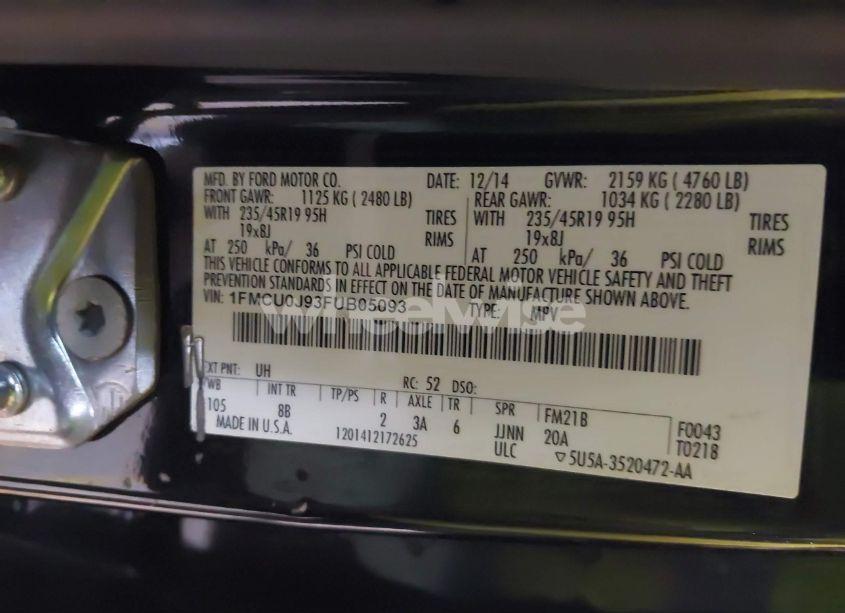 MFD. BY FORD MOTOR CO. DATE: 12/14 GVWR: 2159 KG ( 4760 LB)
FRONT GAWR: 1125 KG ( 2480 LB) REAR GAWR: 1034 KG ( 2280 LB)
WITH 235/45R19 95H TIRES WITH 235/45R19 95H TIRES
19x8J RIMS 19x8J RIMS
AT 250 kPa/ 36 PSI COLD AT 250 kPa/ 36 PSI COLD
THIS VEHICLE CONFORMS TO ALL APPLICABLE FEDERAL MOTOR VEHICLE SAFETY AND THEFT
PREVENTION STANDARDS IN EFFECT ON THE DATE OF MANUFACTURE SHOWN ABOVE.
VIN: 1FMCU0J93FUB05093 TYPE: MPV
wheelwise
EXT PNT: UH RC: 52 DSO:
WB INT TR TP/PS R AXLE TR SPR FM21B F0043
105 8B 2 3A 6 JJNN 20A T0218
MADE IN U.S.A. 1201412172625 ULC ▽5U5A-3520472-AA